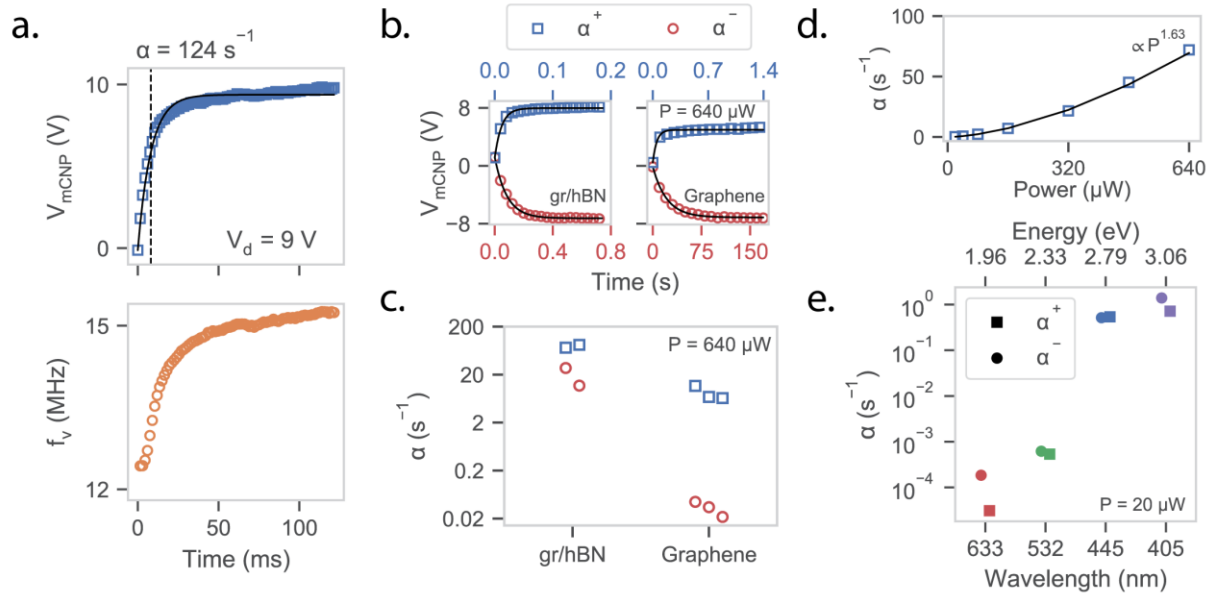 a.
α = 124 s⁻¹
10
0
V_mCNP (V)
V_d = 9 V
15
12
f_v (MHz)
0 50 100
Time (ms)
b.
α⁺ α⁻
0.0 0.1 0.2
0.0 0.7 1.4
8
0
−8
V_mCNP (V)
P = 640 μW
gr/hBN
Graphene
0.0 0.4 0.8
0 75 150
Time (s)
c.
200
20
2
0.2
0.02
α (s⁻¹)
P = 640 μW
gr/hBN Graphene
d.
100
50
0
α (s⁻¹)
∝P^1.63
0 320 640
Power (μW)
e.
Energy (eV)
1.96 2.33 2.79 3.06
10⁰
10⁻¹
10⁻²
10⁻³
10⁻⁴
α (s⁻¹)
α⁺
α⁻
P = 20 μW
633 532 445 405
Wavelength (nm)